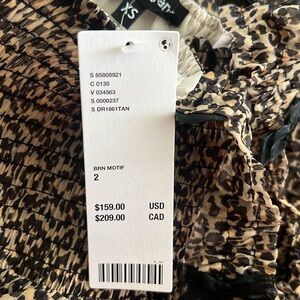 XS
S 85808921
C 0130
V 034563
S 0000237
S DR1861TAN
BRN MOTIF
2
$159.00 USD
$209.00 CAD